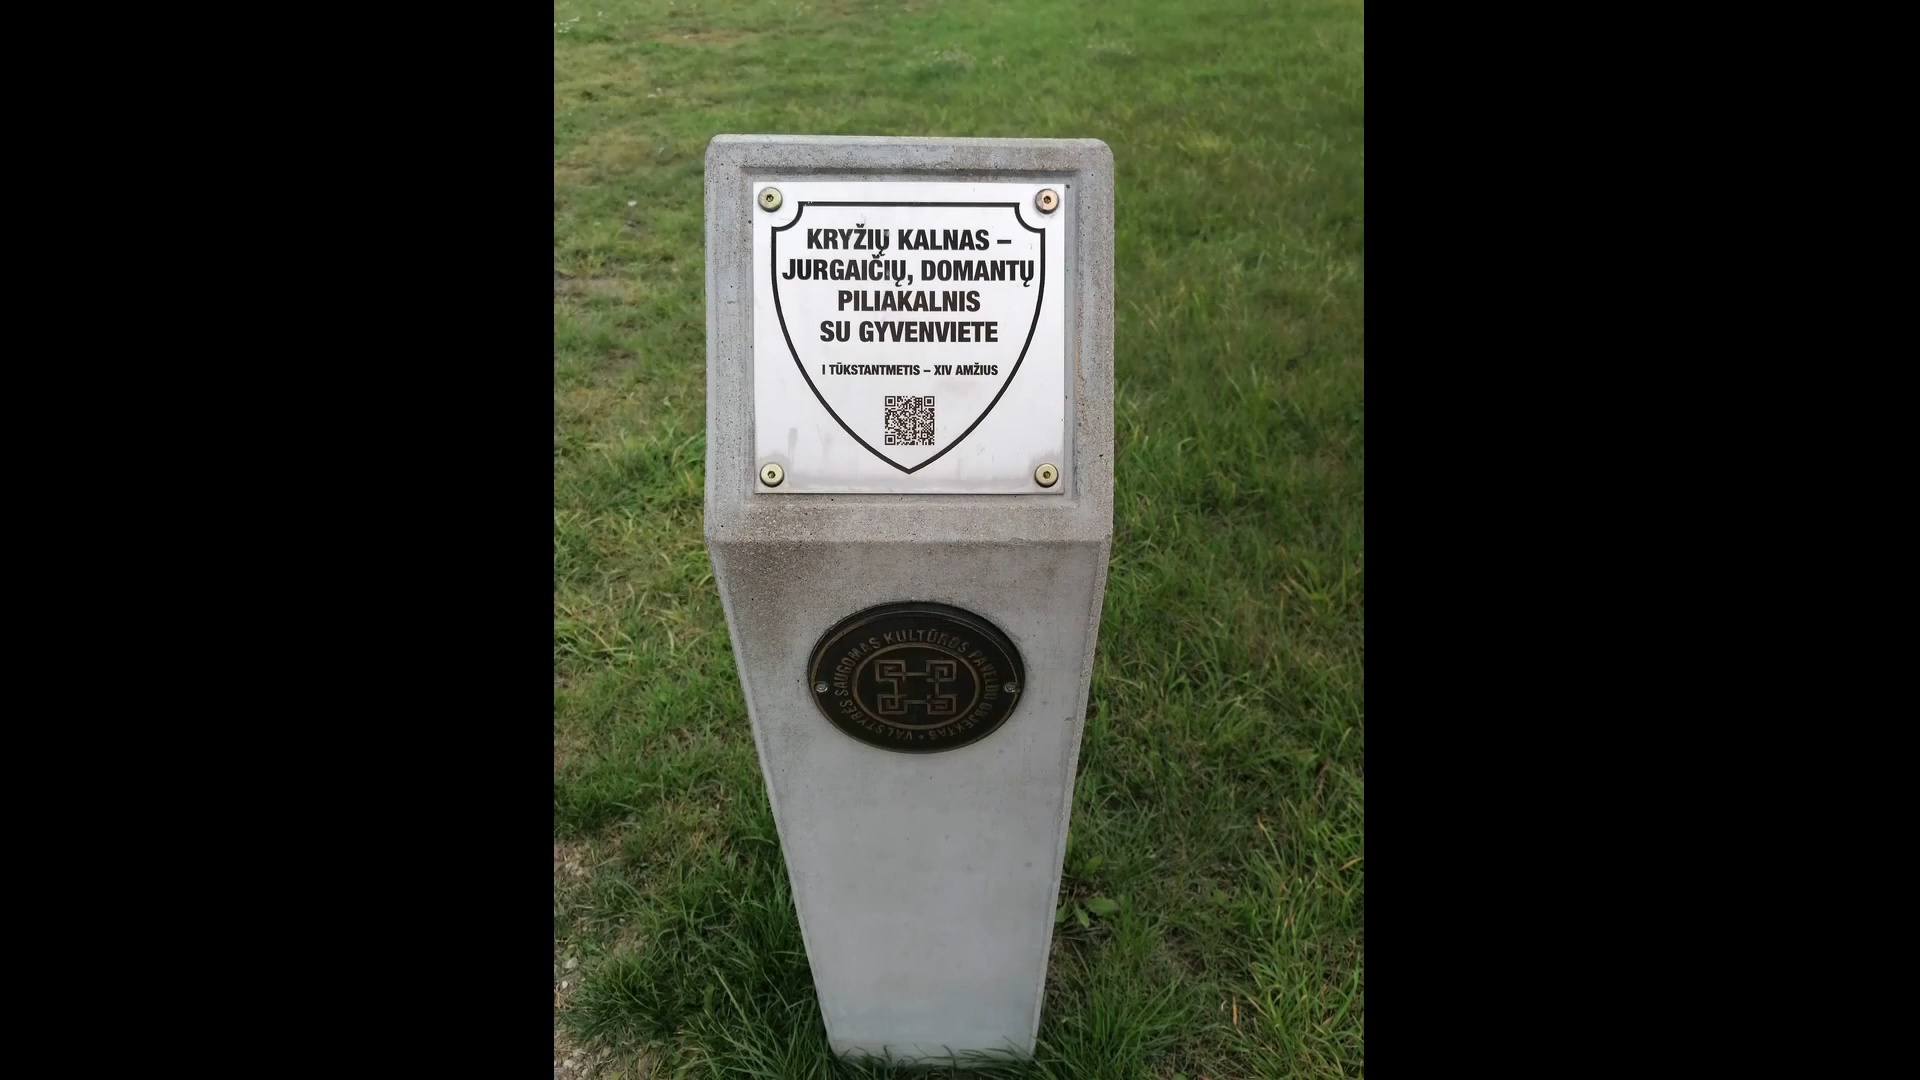 KRYŽIŲ KALNAS –
JURGAIČIŲ, DOMANTŲ
PILIAKALNIS
SU GYVENVIETE
I TŪKSTANTMETIS – XIV AMŽIUS
VALSTYBĖS SAUGOMAS KULTŪROS PAVELDO OBJEKTAS